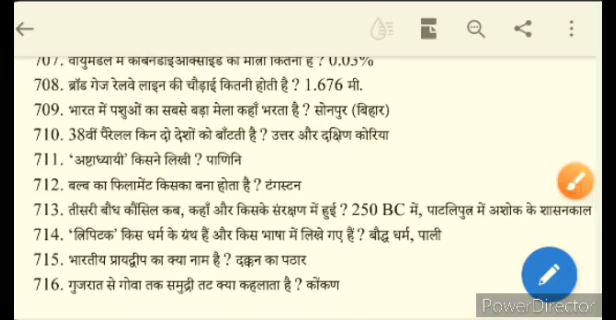 707. वायुमंडल में कार्बनडाइआक्साइड की मात्रा कितनी है ? 0.03%
708. ब्रॉड गेज रेलवे लाइन की चौड़ाई कितनी होती है ? 1.676 मी.
709. भारत में पशुओं का सबसे बड़ा मेला कहाँ भरता है ? सोनपुर (बिहार)
710. 38वीं पैरेलल किन दो देशों को बाँटती है ? उत्तर और दक्षिण कोरिया
711. ‘अष्टाध्यायी’ किसने लिखी ? पाणिनि
712. बल्ब का फिलामेंट किसका बना होता है ? टंगस्टन
713. तीसरी बौध कौंसिल कब, कहाँ और किसके संरक्षण में हुई ? 250 BC में, पाटलिपुत्र में अशोक के शासनकाल
714. ‘त्रिपिटक’ किस धर्म के ग्रंथ हैं और किस भाषा में लिखे गए हैं ? बौद्ध धर्म, पाली
715. भारतीय प्रायद्वीप का क्या नाम है ? दक्कन का पठार
716. गुजरात से गोवा तक समुद्री तट क्या कहलाता है ? कोंकण
PowerDirector